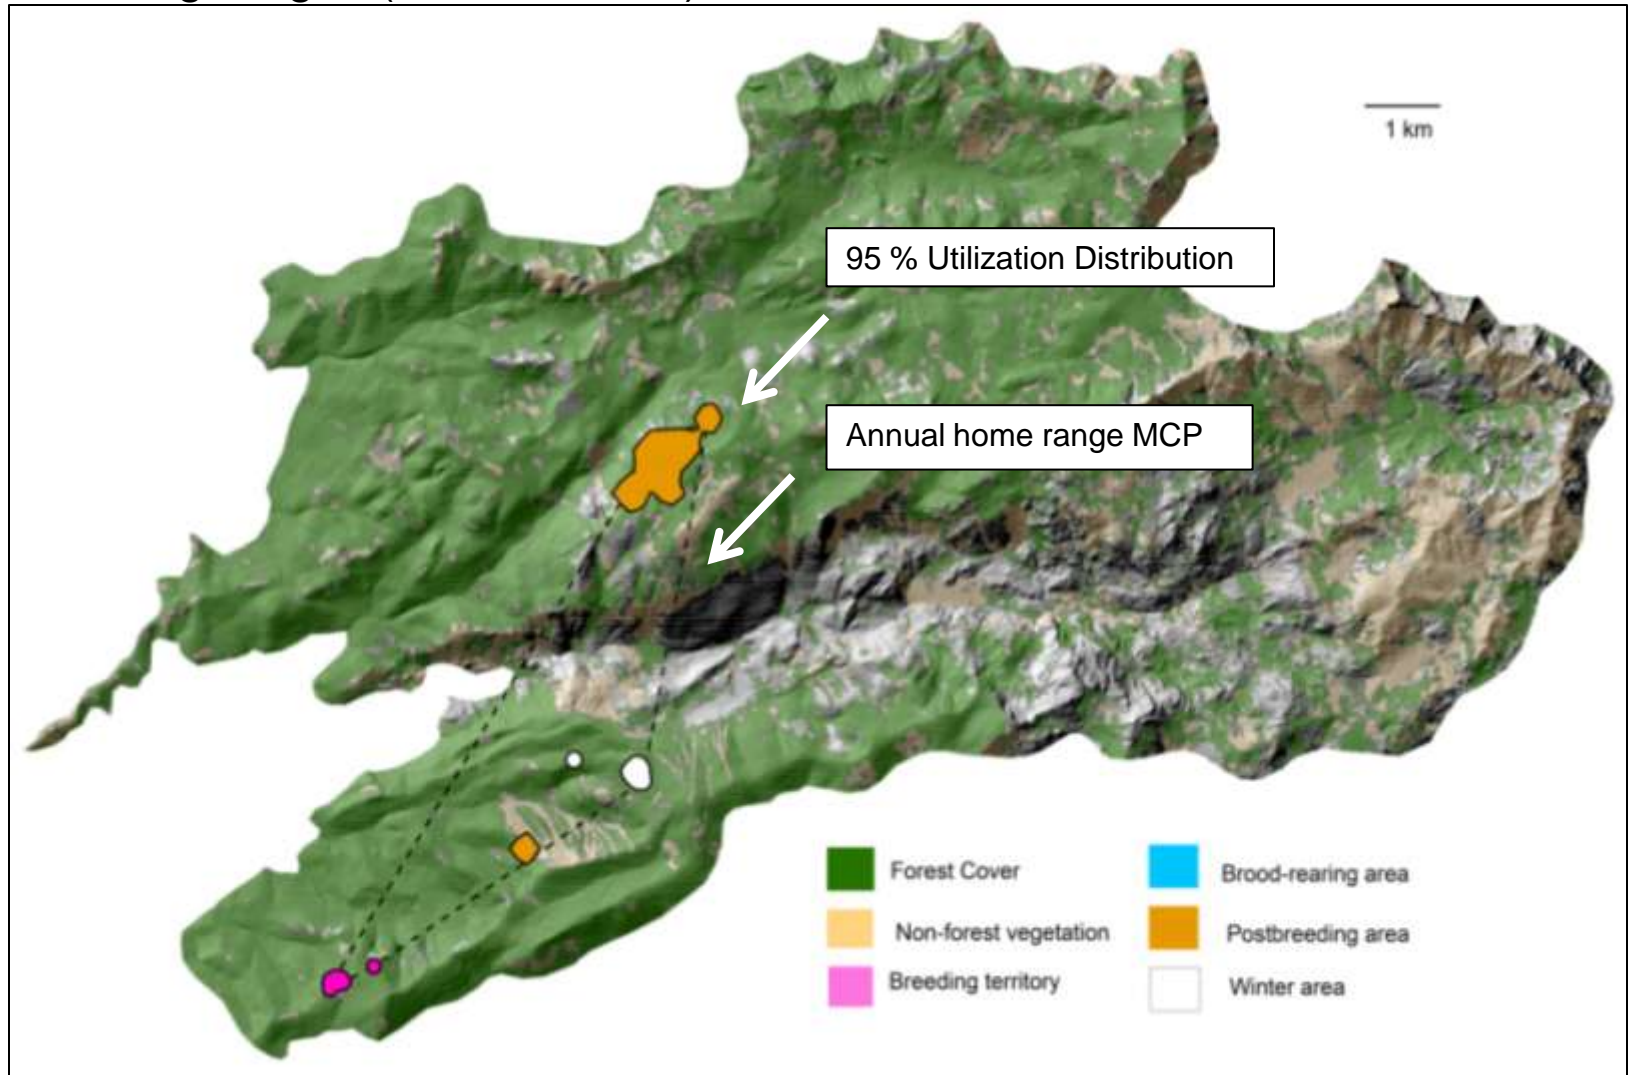 1 km
95 % Utilization Distribution
Annual home range MCP
Forest Cover
Brood-rearing area
Non-forest vegetation
Postbreeding area
Breeding territory
Winter area